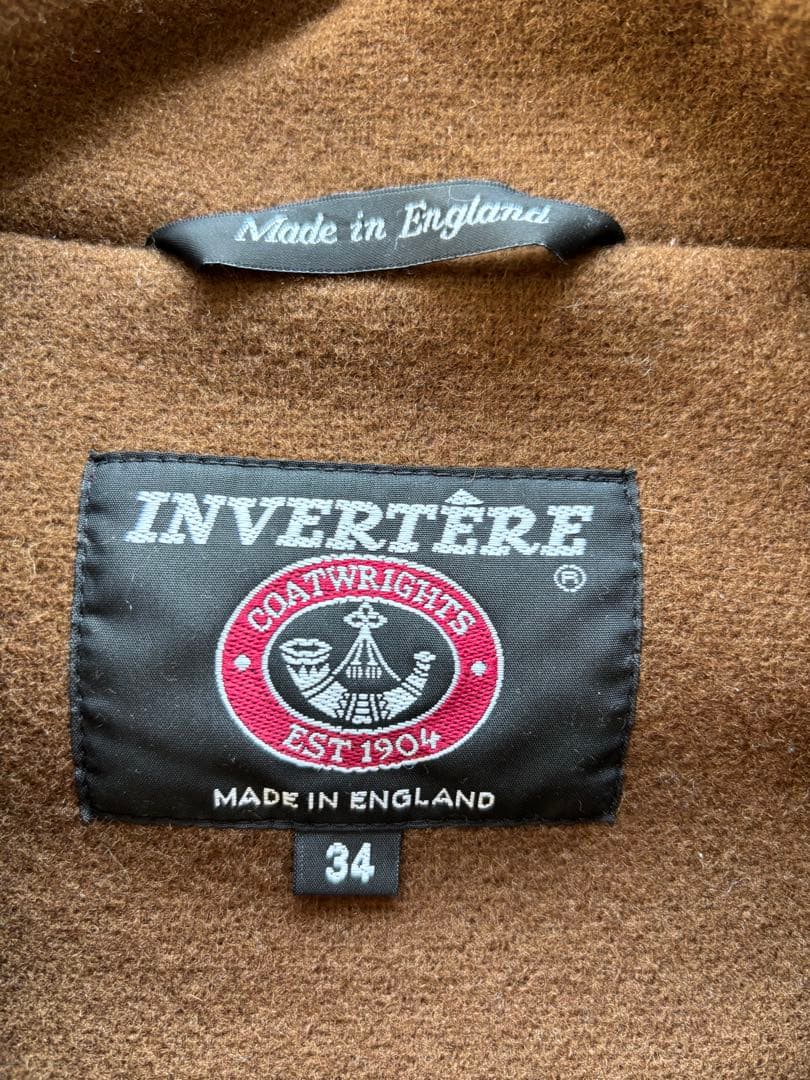 Made in England
INVERTÊRE
®
COATWRIGHTS
EST 1904
MADE IN ENGLAND
34